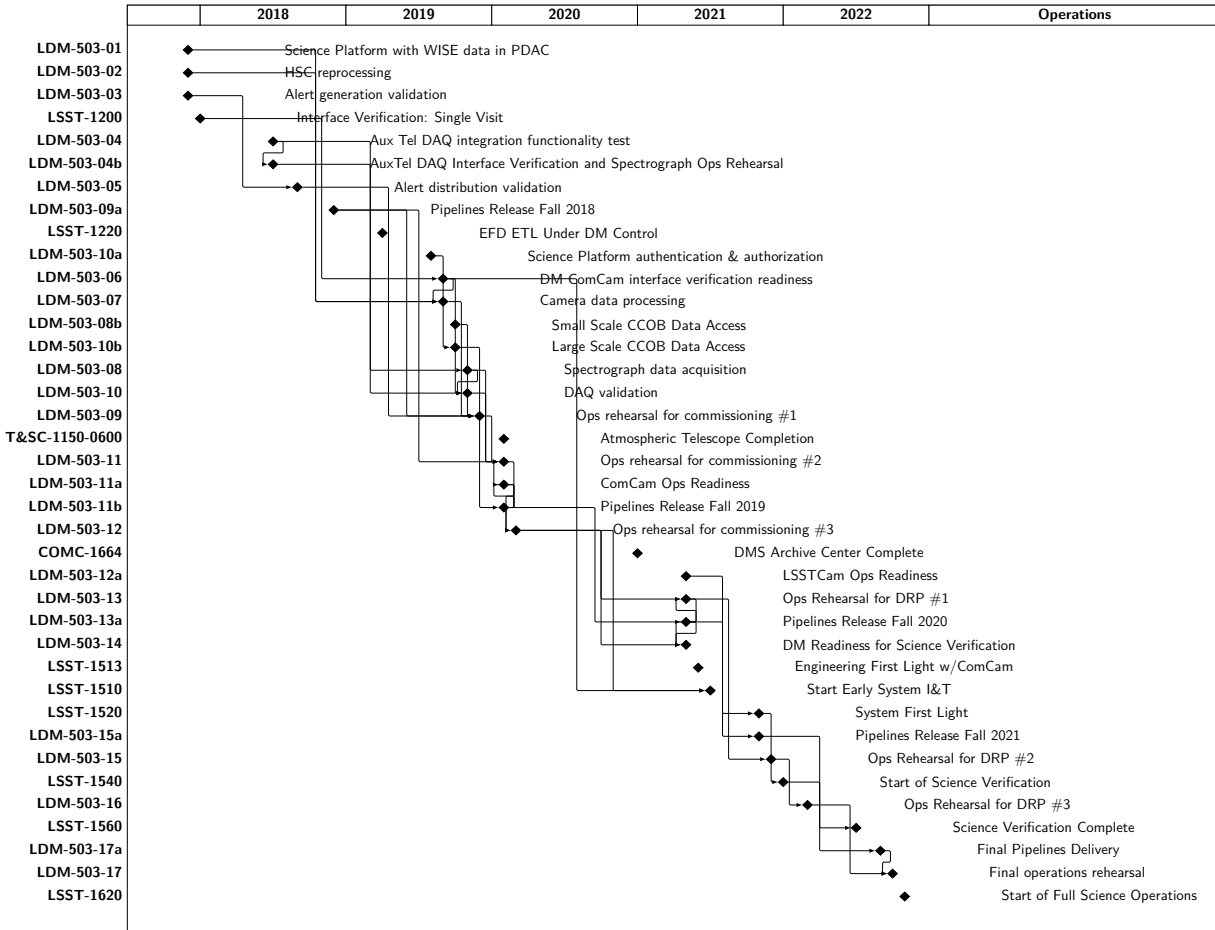 2018 2019 2020 2021 2022 Operations
LDM-503-01 Science Platform with WISE data in PDAC
LDM-503-02 HSC reprocessing
LDM-503-03 Alert generation validation
LSST-1200 Interface Verification: Single Visit
LDM-503-04 Aux Tel DAQ integration functionality test
LDM-503-04b AuxTel DAQ Interface Verification and Spectrograph Ops Rehearsal
LDM-503-05 Alert distribution validation
LDM-503-09a Pipelines Release Fall 2018
LSST-1220 EFD ETL Under DM Control
LDM-503-10a Science Platform authentication & authorization
LDM-503-06 DM ComCam interface verification readiness
LDM-503-07 Camera data processing
LDM-503-08b Small Scale CCOB Data Access
LDM-503-10b Large Scale CCOB Data Access
LDM-503-08 Spectrograph data acquisition
LDM-503-10 DAQ validation
LDM-503-09 Ops rehearsal for commissioning #1
T&SC-1150-0600 Atmospheric Telescope Completion
LDM-503-11 Ops rehearsal for commissioning #2
LDM-503-11a ComCam Ops Readiness
LDM-503-11b Pipelines Release Fall 2019
LDM-503-12 Ops rehearsal for commissioning #3
COMC-1664 DMS Archive Center Complete
LDM-503-12a LSSTCam Ops Readiness
LDM-503-13 Ops Rehearsal for DRP #1
LDM-503-13a Pipelines Release Fall 2020
LDM-503-14 DM Readiness for Science Verification
LSST-1513 Engineering First Light w/ComCam
LSST-1510 Start Early System I&T
LSST-1520 System First Light
LDM-503-15a Pipelines Release Fall 2021
LDM-503-15 Ops Rehearsal for DRP #2
LSST-1540 Start of Science Verification
LDM-503-16 Ops Rehearsal for DRP #3
LSST-1560 Science Verification Complete
LDM-503-17a Final Pipelines Delivery
LDM-503-17 Final operations rehearsal
LSST-1620 Start of Full Science Operations